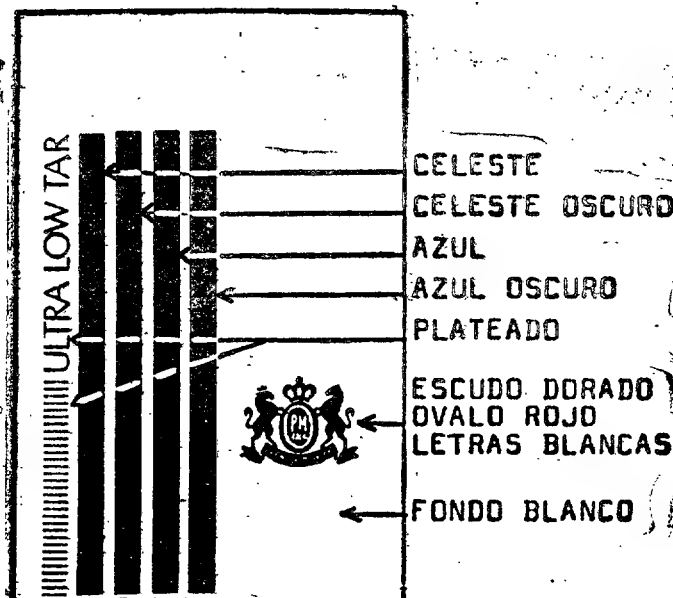 ULTRA LOW TAR
CELESTE
CELESTE OSCURO
AZUL
AZUL OSCURO
PLATEADO
ESCUDO DORADO
OVALO ROJO
LETRAS BLANCAS
FONDO BLANCO